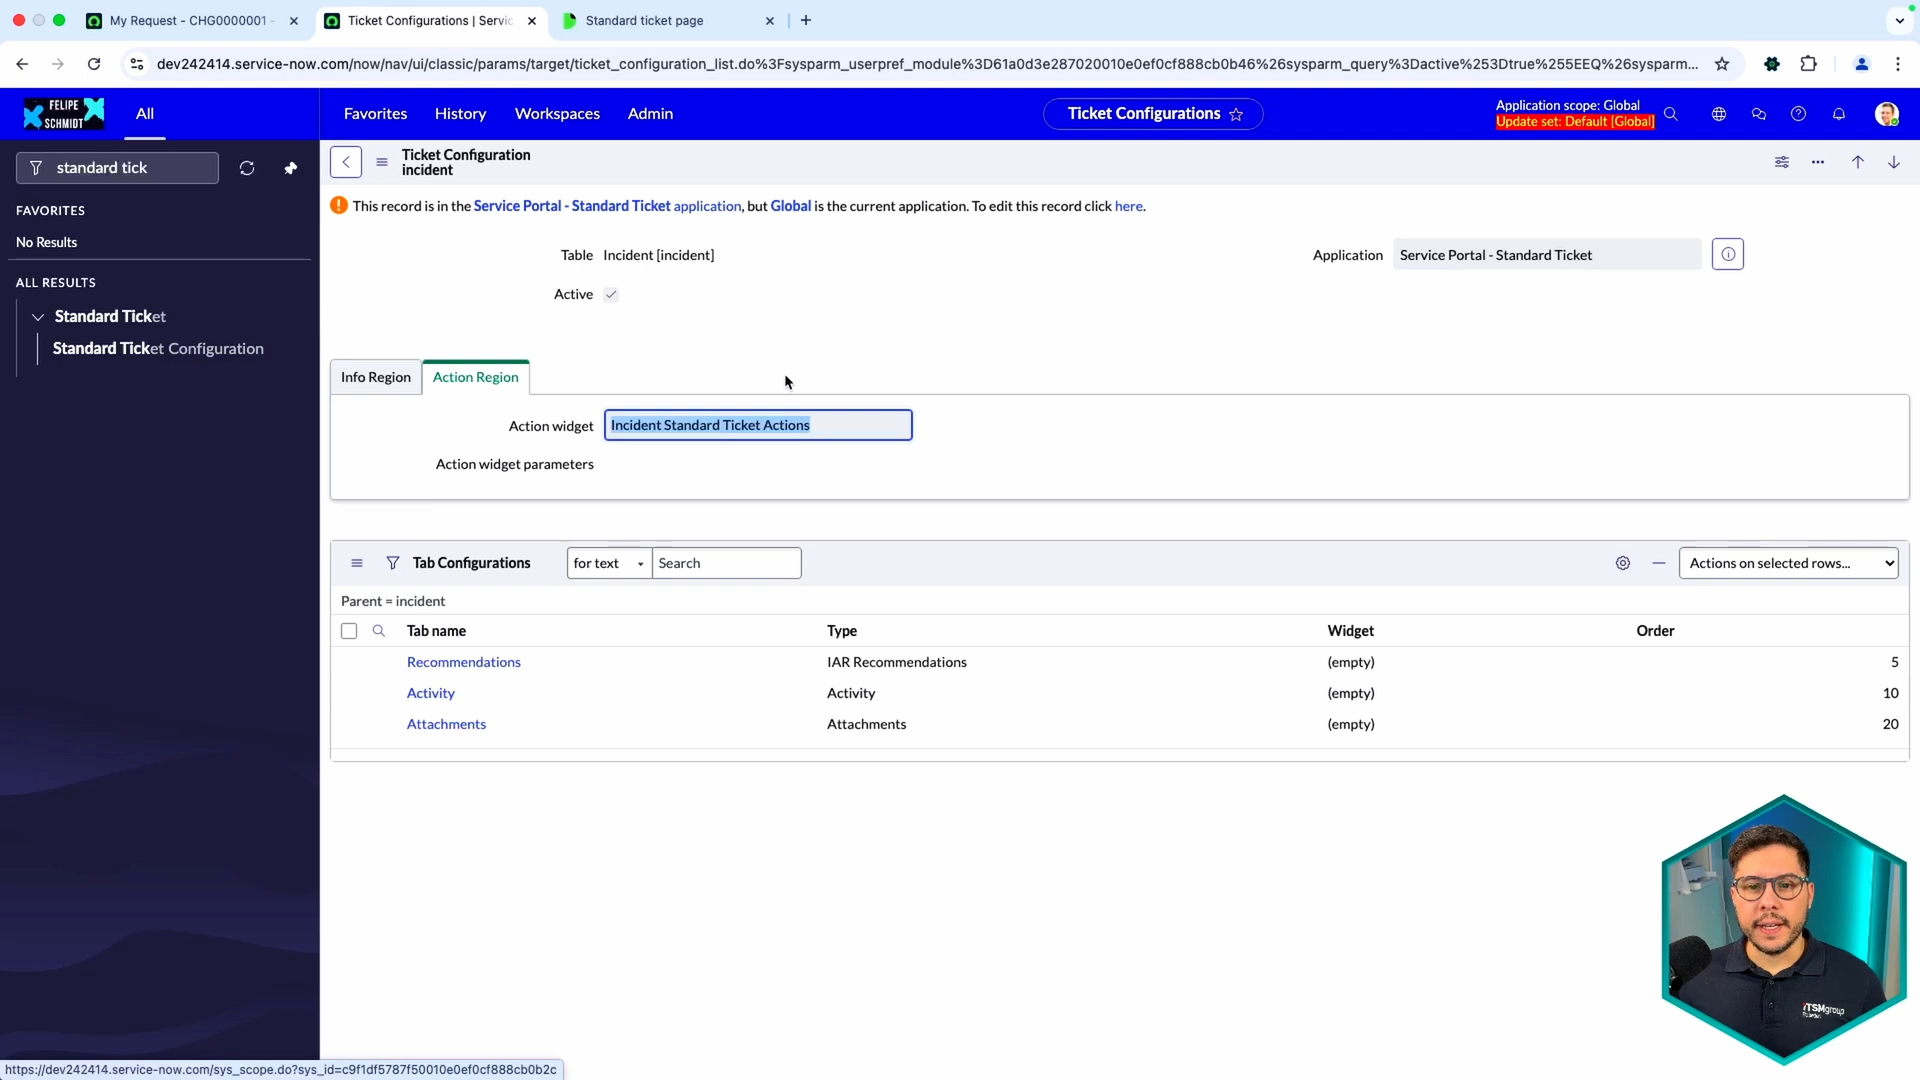 My Request - CHG0000001 -
Ticket Configurations | Servic
Standard ticket page
dev242414.service-now.com/now/nav/ui/classic/params/target/ticket_configuration_list.do%3Fsysparm_userpref_module%3D61a0d3e287020010e0ef0cf888cb0b46%26sysparm_query%3Dactive%253Dtrue%255EEQ%26sysparm...
FELIPE
SCHMIDT
All
Favorites
History
Workspaces
Admin
Ticket Configurations
Application scope: Global
Update set: Default [Global]
standard tick
FAVORITES
No Results
ALL RESULTS
Standard Ticket
Standard Ticket Configuration
Ticket Configuration
incident
This record is in the Service Portal - Standard Ticket application, but Global is the current application. To edit this record click here.
Table Incident [incident]
Application Service Portal - Standard Ticket
Active
Info Region
Action Region
Action widget Incident Standard Ticket Actions
Action widget parameters
Tab Configurations
for text
Search
Actions on selected rows...
Parent = incident
Tab name Type Widget Order
Recommendations IAR Recommendations (empty) 5
Activity Activity (empty) 10
Attachments Attachments (empty) 20
iTSMgroup
https://dev242414.service-now.com/sys_scope.do?sys_id=c9f1df5787f50010e0ef0cf888cb0b2c